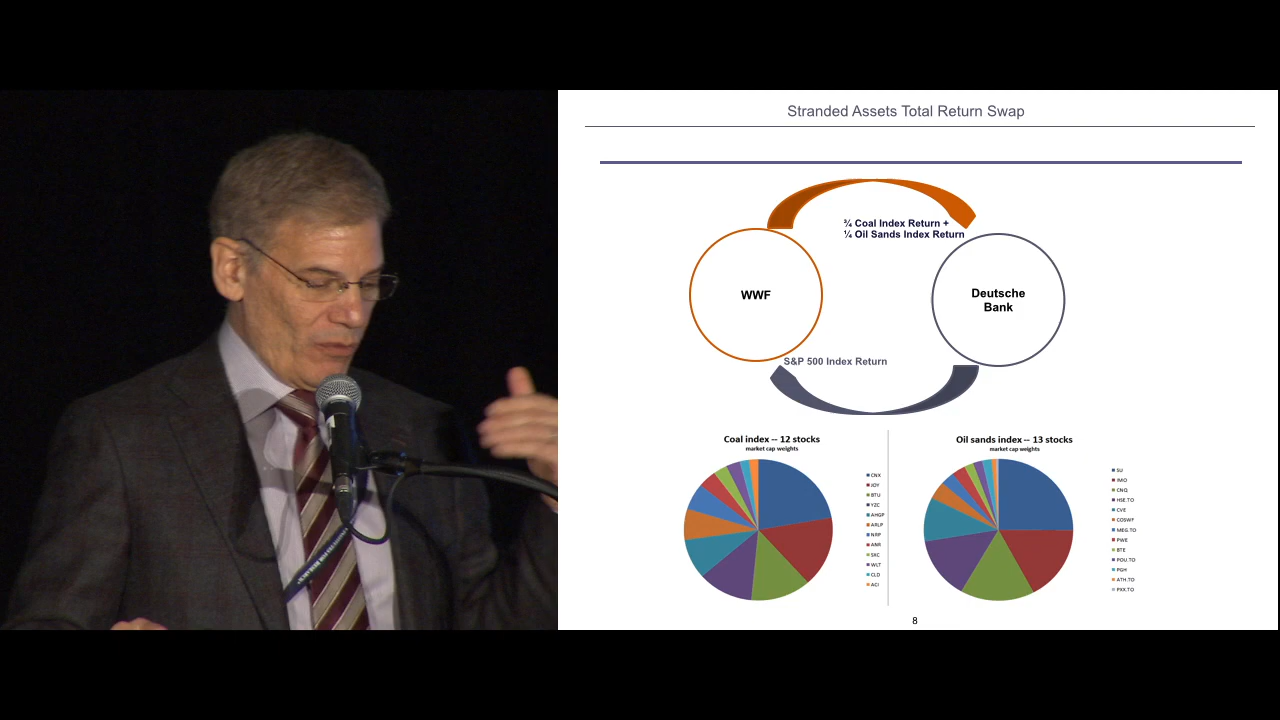 Stranded Assets Total Return Swap
¾ Coal Index Return +
¼ Oil Sands Index Return
WWF
Deutsche
Bank
S&P 500 Index Return
Coal index -- 12 stocks
market cap weights
CNX
JOY
BTU
YZC
AHGP
ARLP
NRP
ANR
SXC
WLT
CLD
ACI
Oil sands index -- 13 stocks
market cap weights
SU
IMO
CNQ
HSE.TO
CVE
COSWF
MEG.TO
PWE
BTE
POU.TO
PGH
ATH.TO
PXX.TO
8